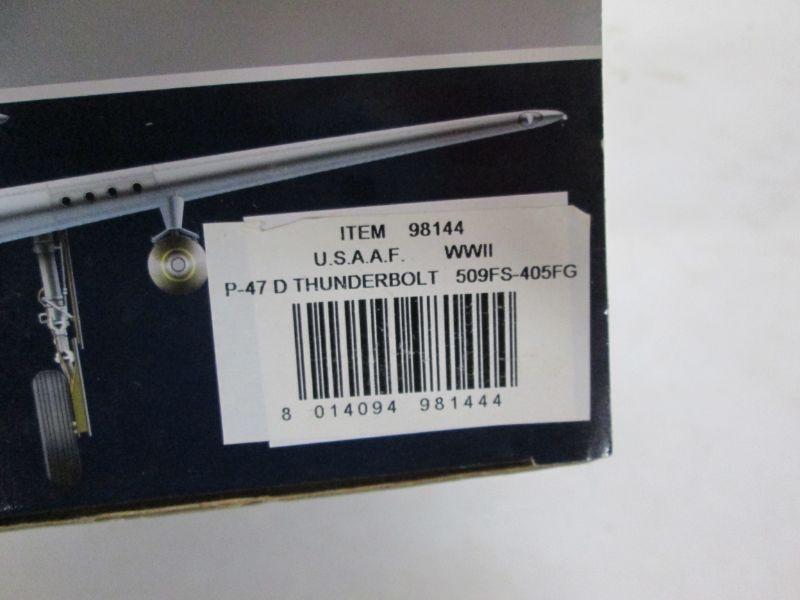 ITEM 98144
U.S.A.A.F. WWII
P-47 D THUNDERBOLT 509FS-405FG
8 014094 981444